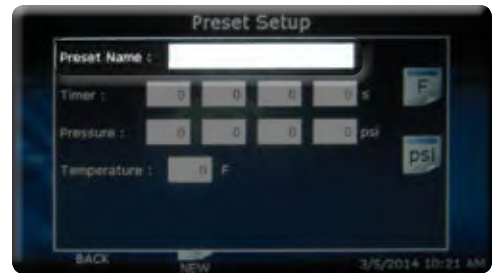 Preset Setup
Preset Name :
Timer : 0 0 0 0 s F
Pressure : 0 0 0 0 psi
psi
Temperature : 0 F
BACK NEW 3/5/2014 10:21 AM